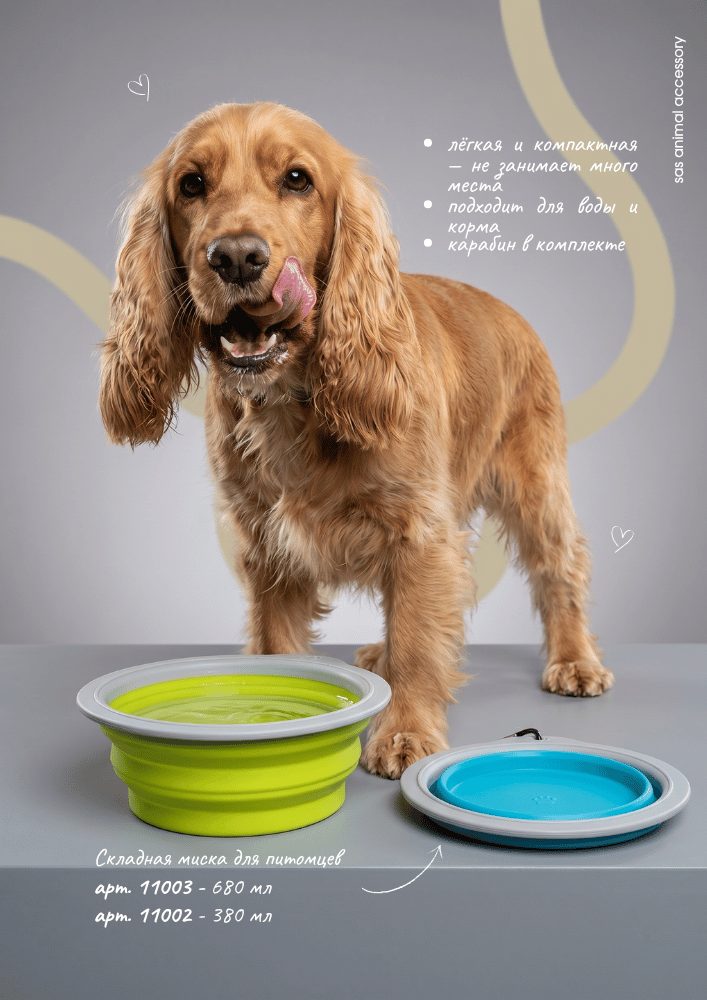 sas animal accessory
• лёгкая и компактная
— не занимает много
места
• подходит для воды и
корма
• карабин в комплекте
Складная миска для питомцев
арт. 11003 - 680 мл
арт. 11002 - 380 мл